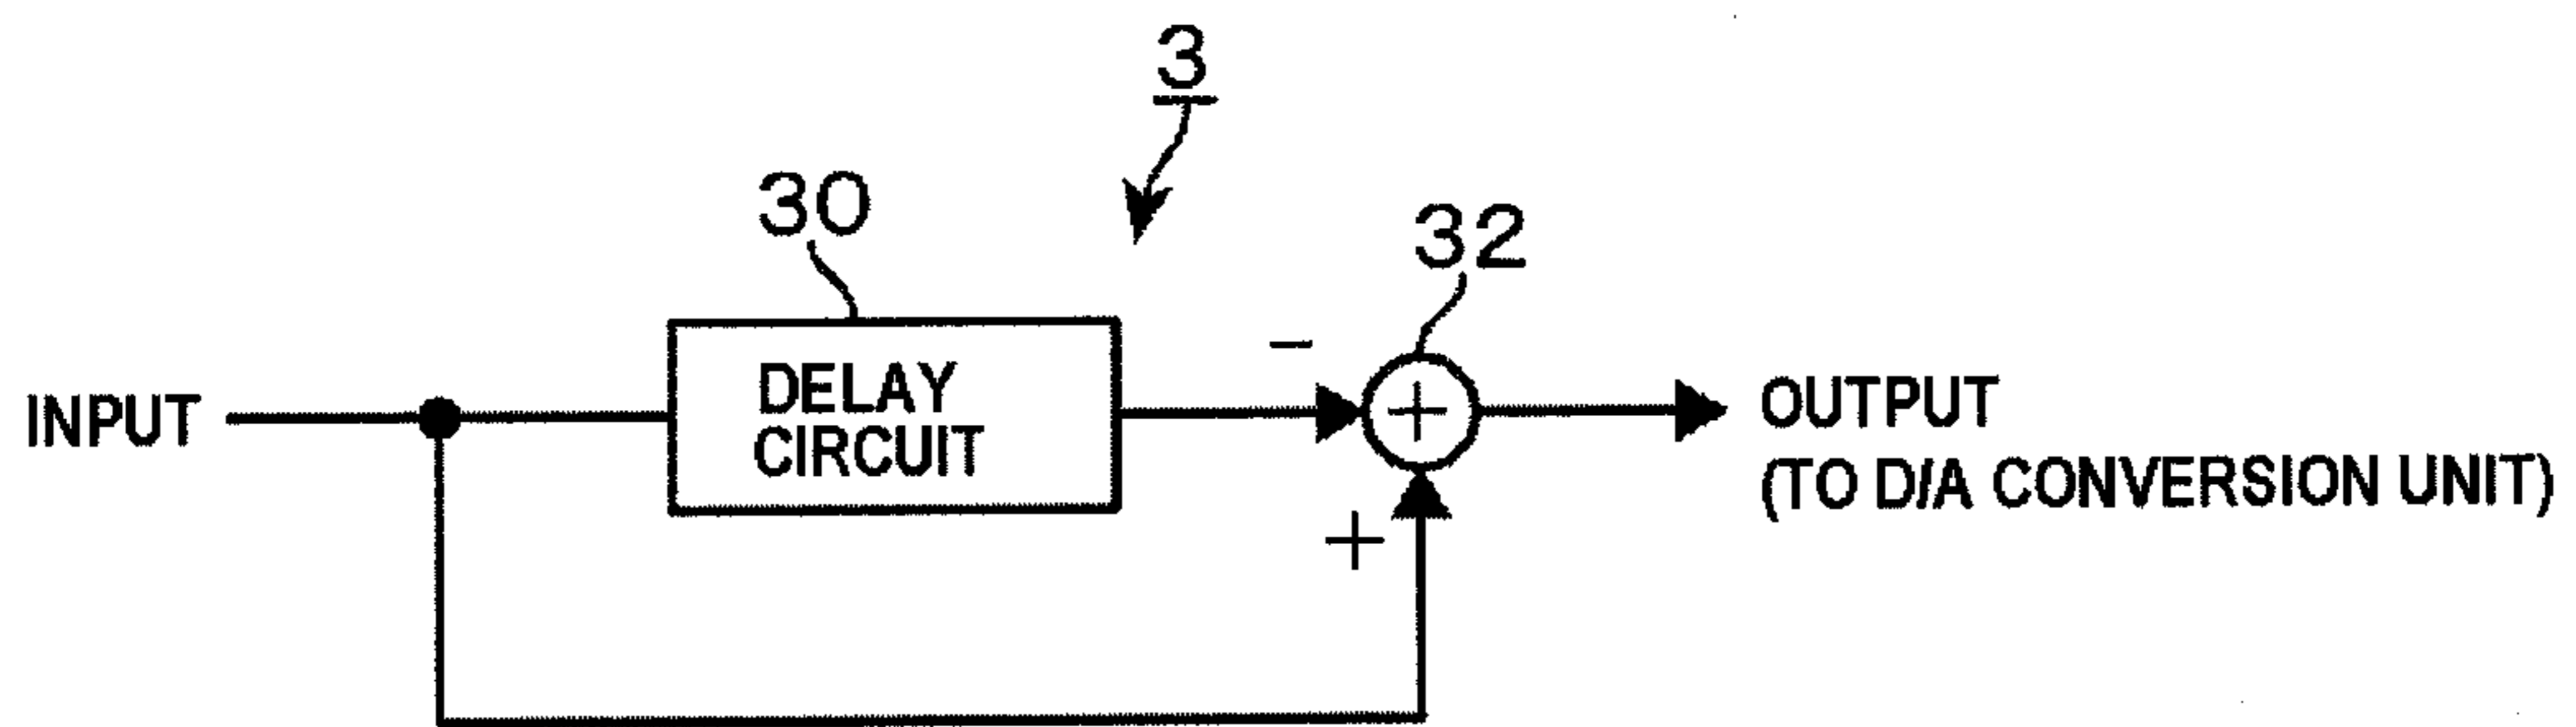 3
30
32
−
INPUT
DELAY
CIRCUIT
+
OUTPUT
(TO D/A CONVERSION UNIT)
+